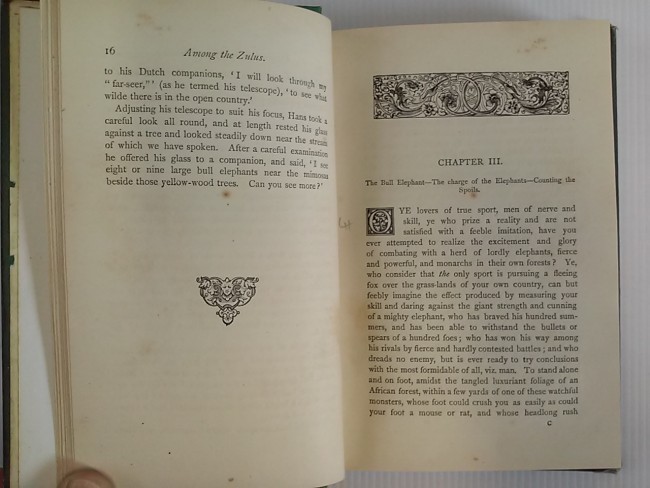 16 Among the Zulus.
to his Dutch companions, ‘I will look through my
“far-seer,”’ (as he termed his telescope), ‘to see what
wilde there is in the open country.’
Adjusing his telescope to suit his focus, Hans took a
careful look all round, and at length rested his glass
against a tree and looked steadily down near the stream
of which we have spoken. After a careful examination
he offered his glass to a companion, and said, ‘I see
eight or nine large bull elephants near the mimosas
beside those yellow-wood trees. Can you see more?’
CHAPTER III.
The Bull Elephant—The charge of the Elephants—Counting the
Spoils.
O YE lovers of true sport, men of nerve and
skill, ye who prize a reality and are not
satisfied with a feeble imitation, have you
ever attempted to realize the excitement and glory
of combating with a herd of lordly elephants, fierce
and powerful, and monarchs in their own forests? Ye,
who consider that the only sport is pursuing a fleeing
fox over the grass-lands of your own country, can but
feebly imagine the effect produced by measuring your
skill and daring against the giant strength and cunning
of a mighty elephant, who has braved his hundred sum-
mers, and has been able to withstand the bullets or
spears of a hundred foes; who has won his way among
his rivals by fierce and hardly contested battles; and who
dreads no enemy, but is ever ready to try conclusions
with the most formidable of all, viz. man. To stand alone
and on foot, amidst the tangled luxuriant foliage of an
African forest, within a few yards of one of these watchful
monsters, whose foot could crush you as easily as could
your foot a mouse or rat, and whose headlong rush
C